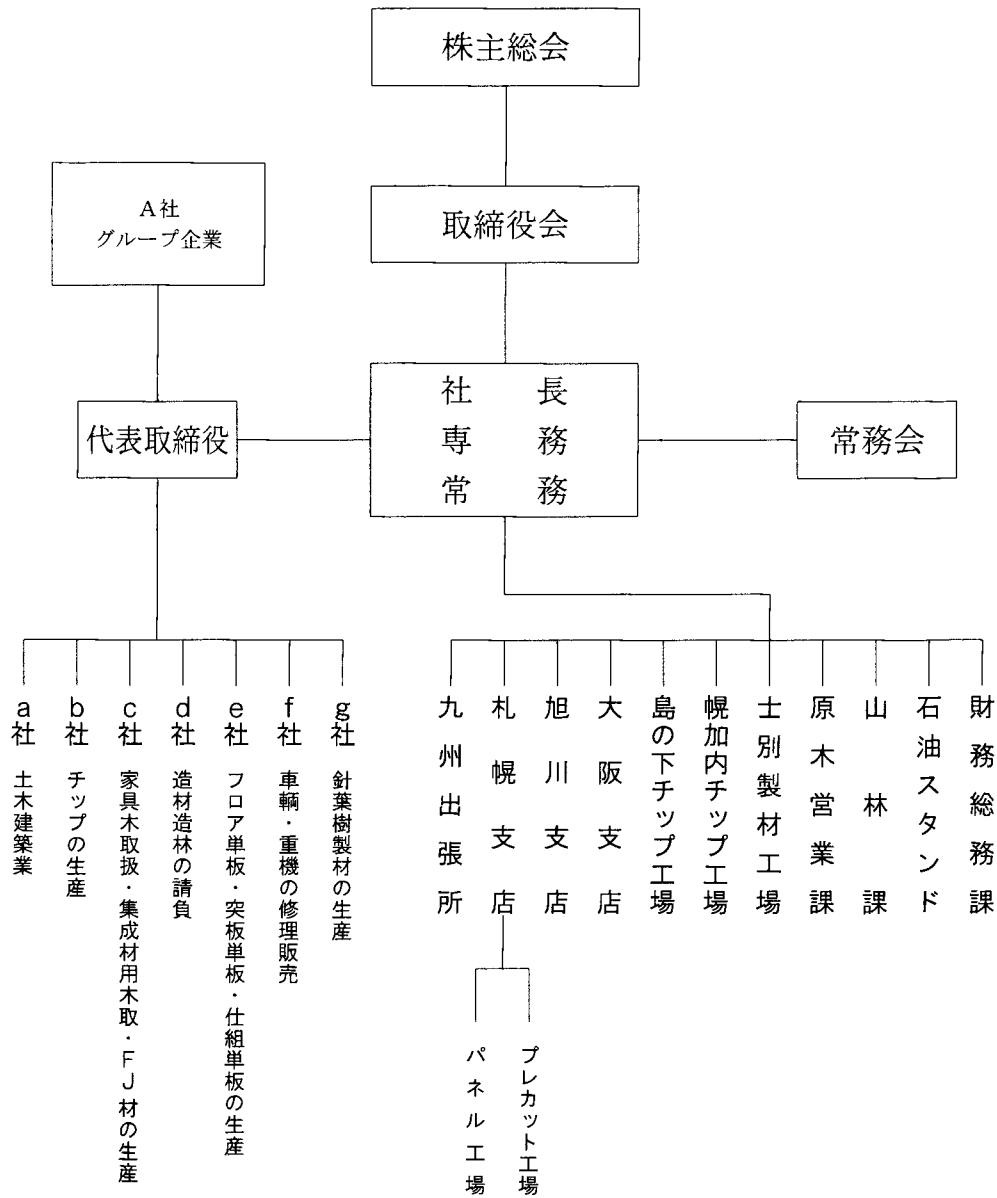 株主総会
A社
グループ企業
取締役会
代表取締役
社長
専務
常務
常務会
a社 土木建築業
b社 チップの生産
c社 家具木取扱・集成材用木取・FJ材の生産
d社 造材造林の請負
e社 フロア単板・突板単板・仕組単板の生産
f社 車輌・重機の修理販売
g社 針葉樹製材の生産
九州出張所
札幌支店
旭川支店
大阪支店
島の下チップ工場
幌加内チップ工場
士別製材工場
原木営業課
山林課
石油スタンド
財務総務課
パネル工場
プレカット工場